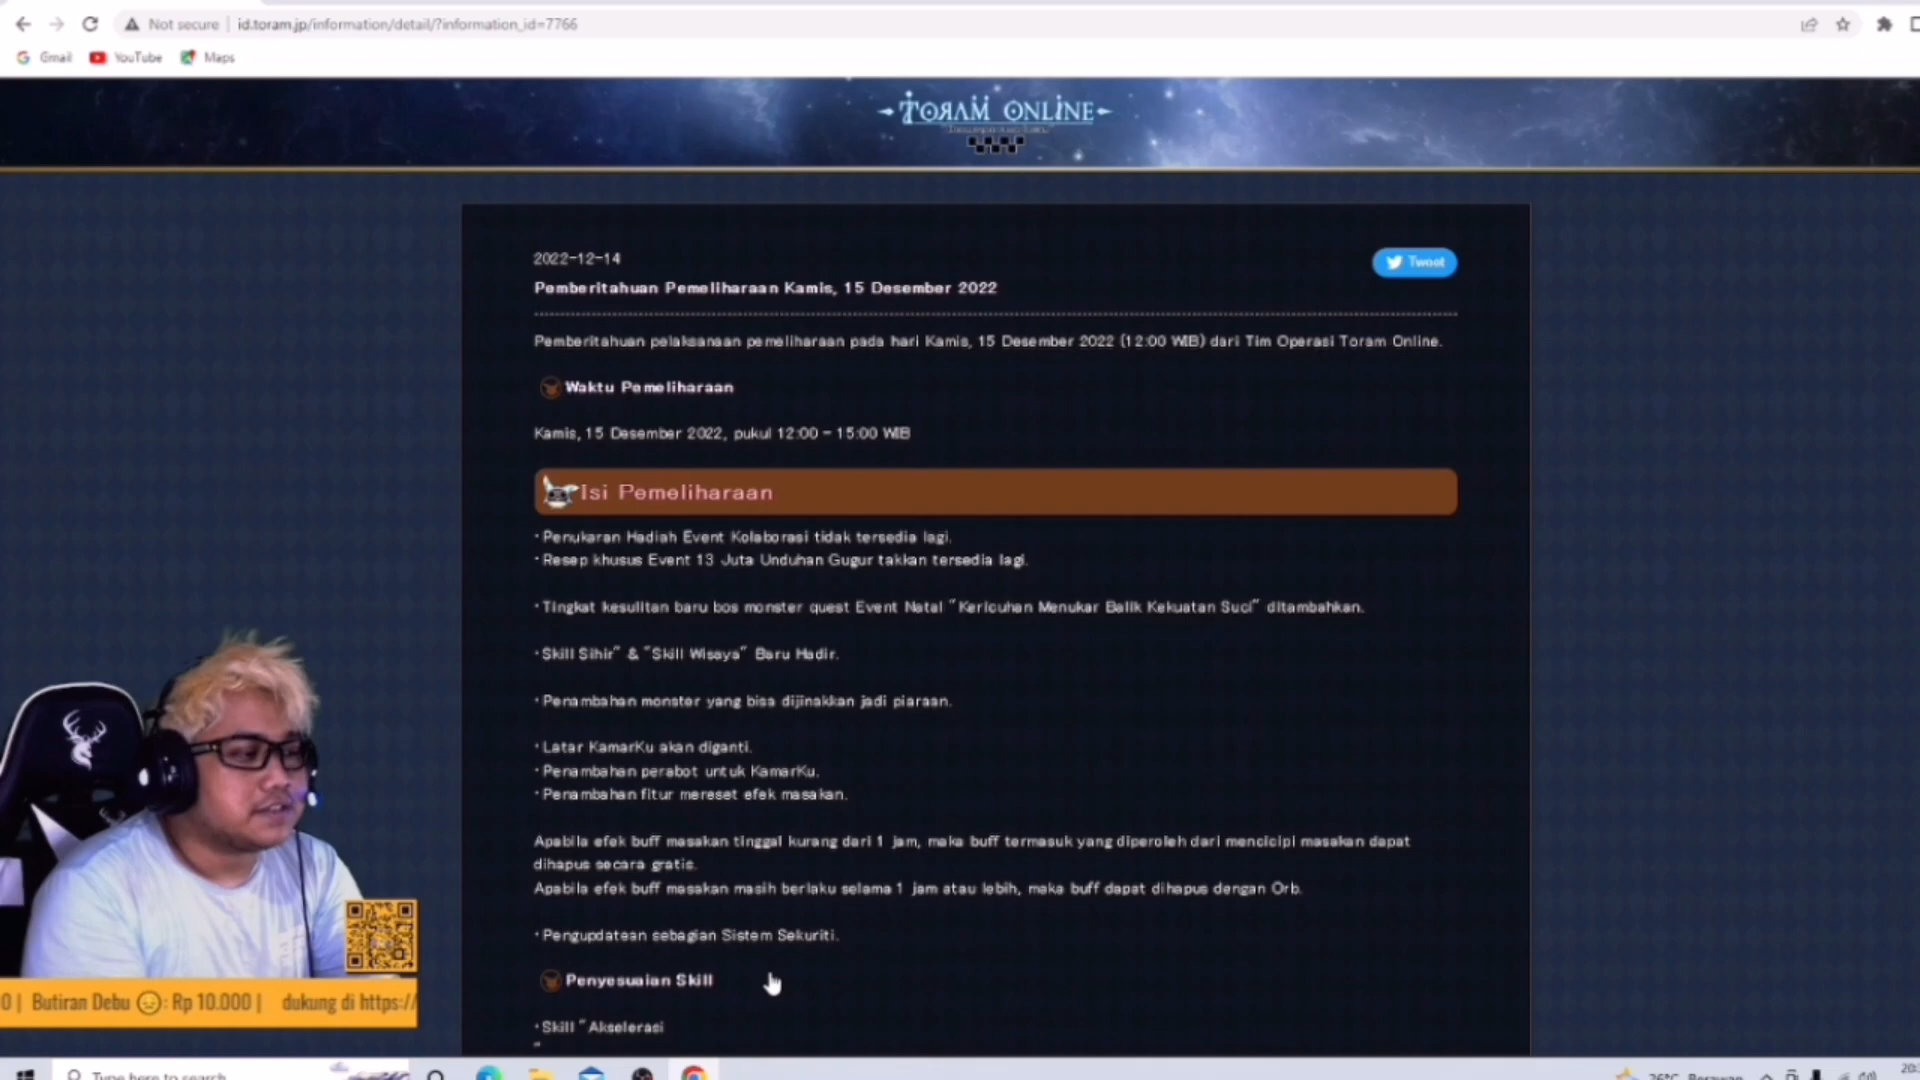 Not secure | id.toram.jp/information/detail/?information_id=7766
Gmail YouTube Maps
TORAM ONLINE
2022-12-14
Tweet
Pemberitahuan Pemeliharaan Kamis, 15 Desember 2022
Pemberitahuan pelaksanaan pemeliharaan pada hari Kamis, 15 Desember 2022 (12:00 WIB) dari Tim Operasi Toram Online.
Waktu Pemeliharaan
Kamis, 15 Desember 2022, pukul 12:00 - 15:00 WIB
Isi Pemeliharaan
・Penukaran Hadiah Event Kolaborasi tidak tersedia lagi.
・Resep khusus Event 13 Juta Unduhan Gugur takkan tersedia lagi.
・Tingkat kesulitan baru bos monster quest Event Natal "Kericuhan Menukar Balik Kekuatan Suci" ditambahkan.
・Skill Sihir" & "Skill Wisaya" Baru Hadir.
・Penambahan monster yang bisa dijinakkan jadi piaraan.
・Latar KamarKu akan diganti.
・Penambahan perabot untuk KamarKu.
・Penambahan fitur mereset efek masakan.
Apabila efek buff masakan tinggal kurang dari 1 jam, maka buff termasuk yang diperoleh dari mencicipi masakan dapat
dihapus secara gratis.
Apabila efek buff masakan masih berlaku selama 1 jam atau lebih, maka buff dapat dihapus dengan Orb.
・Pengupdatean sebagian Sistem Sekuriti.
Penyesuaian Skill
・Skill "Akselerasi
"
0 | Butiran Debu : Rp 10.000 | dukung di https://
Type here to search
26°C Berawan
20: